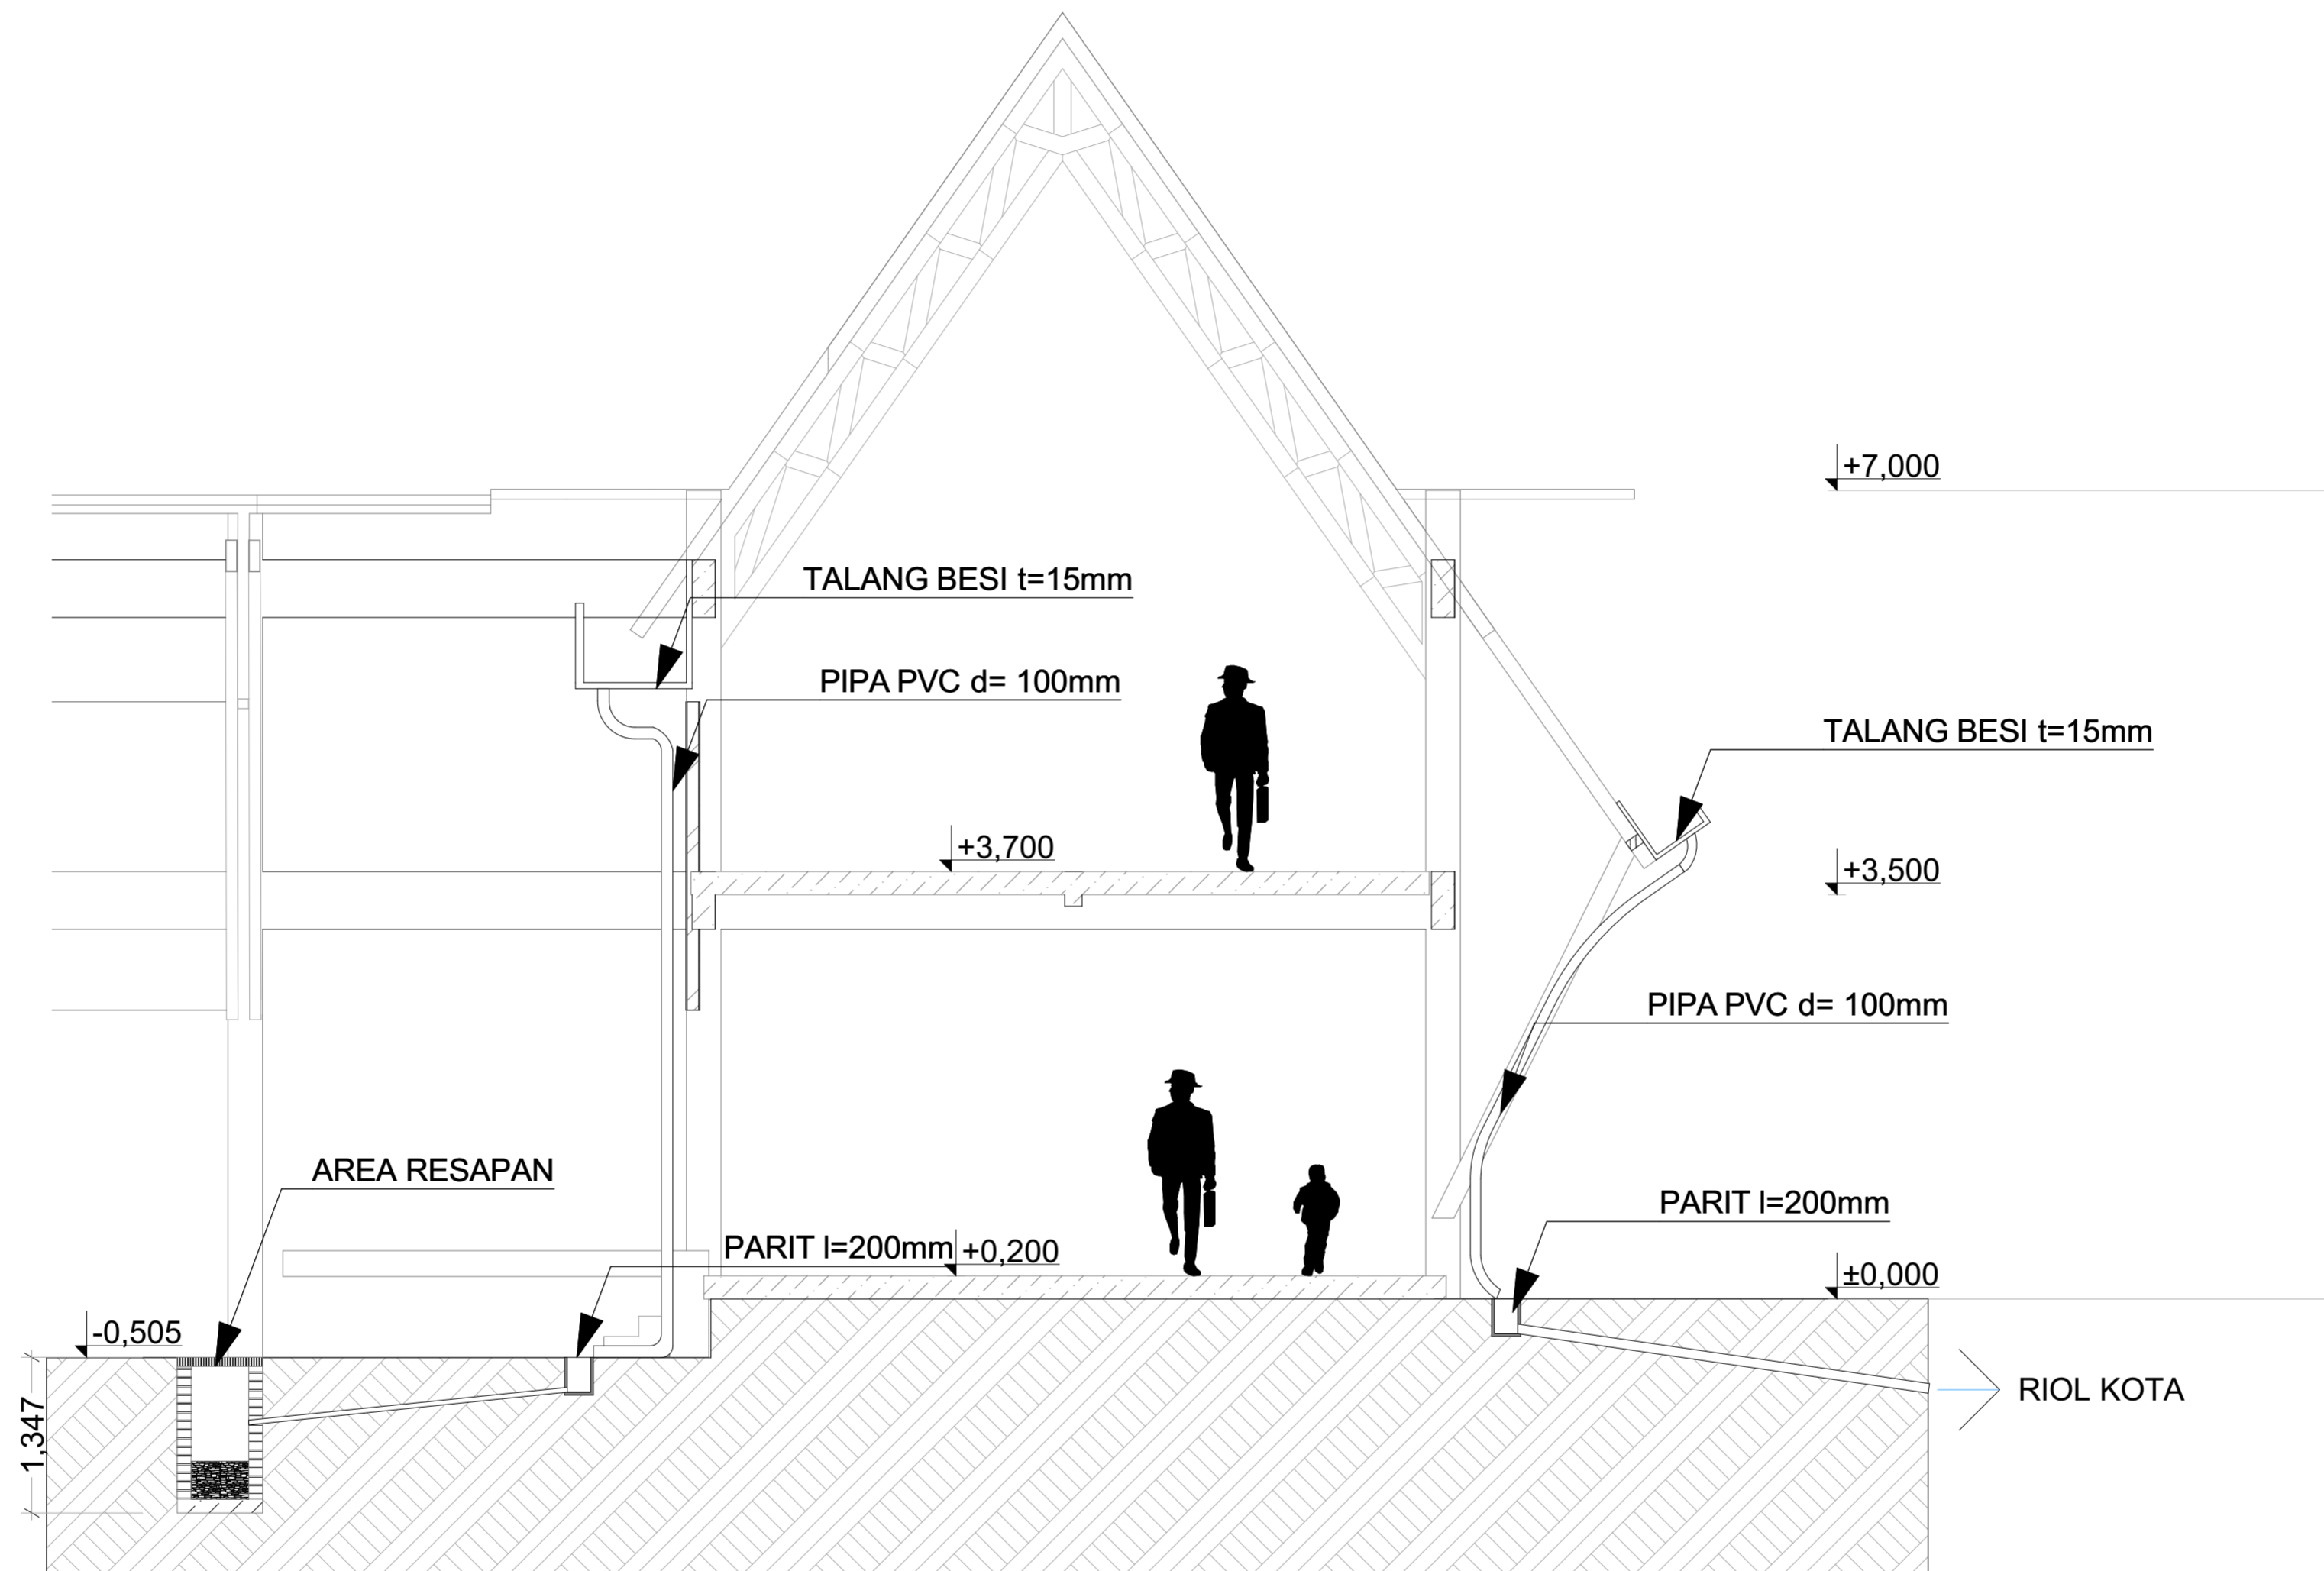 +7,000
TALANG BESI t=15mm
PIPA PVC d= 100mm
TALANG BESI t=15mm
+3,700
+3,500
PIPA PVC d= 100mm
AREA RESAPAN
PARIT l=200mm
PARIT l=200mm
+0,200
±0,000
-0,505
RIOL KOTA
1,347